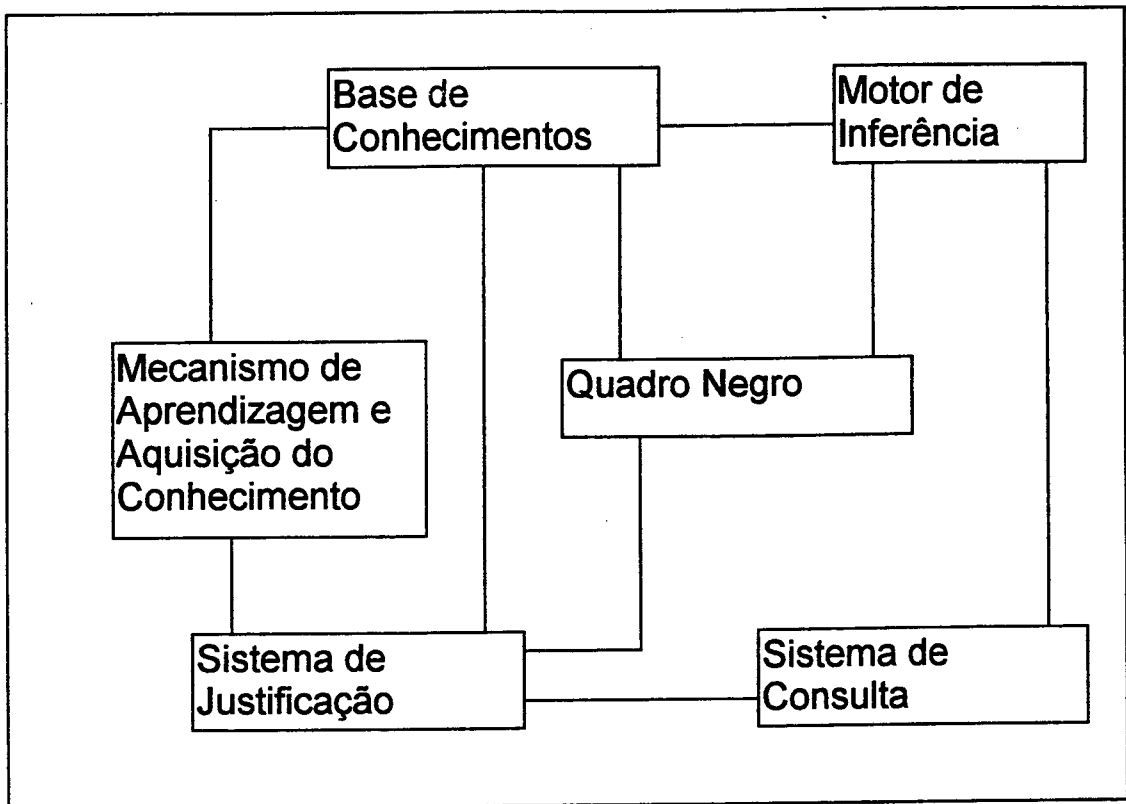 Base de
Conhecimentos
Motor de
Inferência
Mecanismo de
Aprendizagem e
Aquisição do
Conhecimento
Quadro Negro
Sistema de
Justificação
Sistema de
Consulta